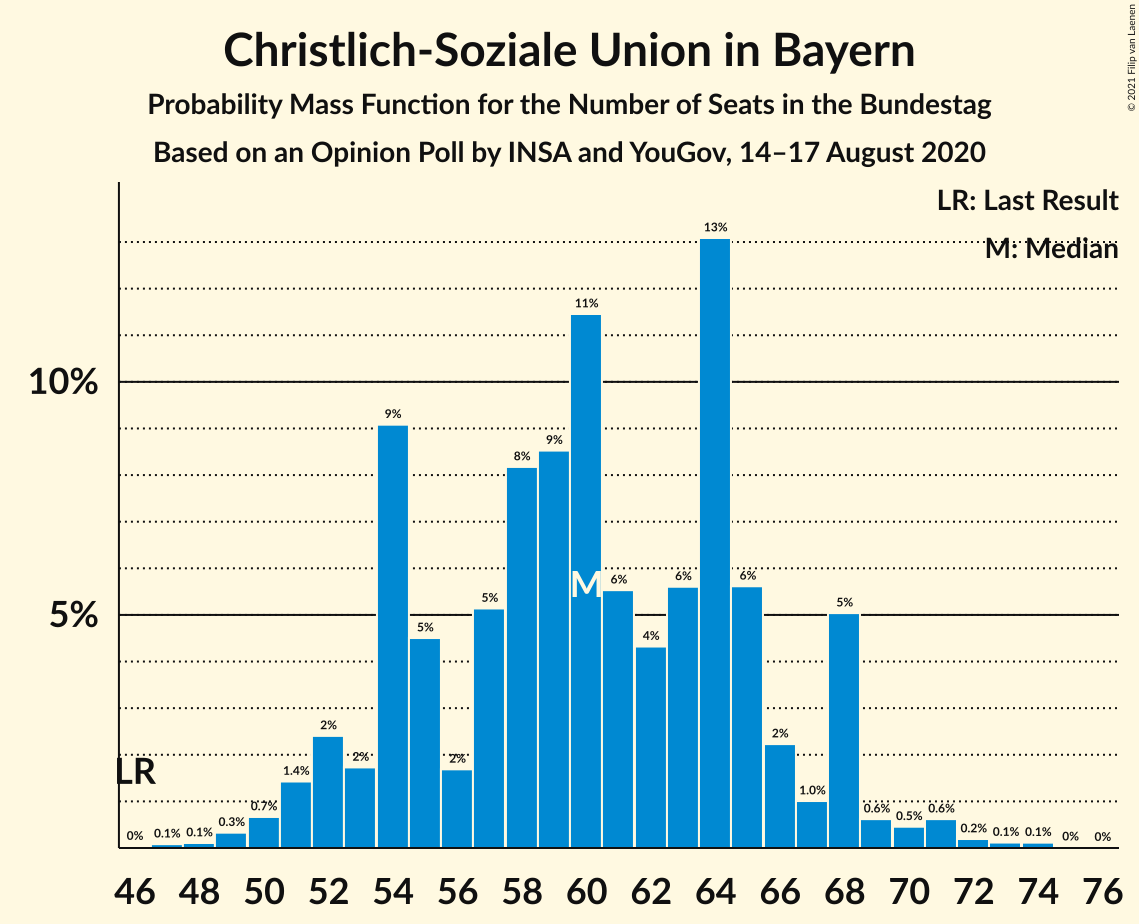 Christlich-Soziale Union in Bayern
Probability Mass Function for the Number of Seats in the Bundestag
Based on an Opinion Poll by INSA and YouGov, 14–17 August 2020
© 2021 Filip van Laenen
LR: Last Result
M: Median
10%
5%
LR
M
0% 0.1% 0.1% 0.3% 0.7% 1.4% 2% 2% 9% 5% 2% 5% 8% 9% 11% 6% 4% 6% 13% 6% 2% 1.0% 5% 0.6% 0.5% 0.6% 0.2% 0.1% 0.1% 0% 0%
46 48 50 52 54 56 58 60 62 64 66 68 70 72 74 76